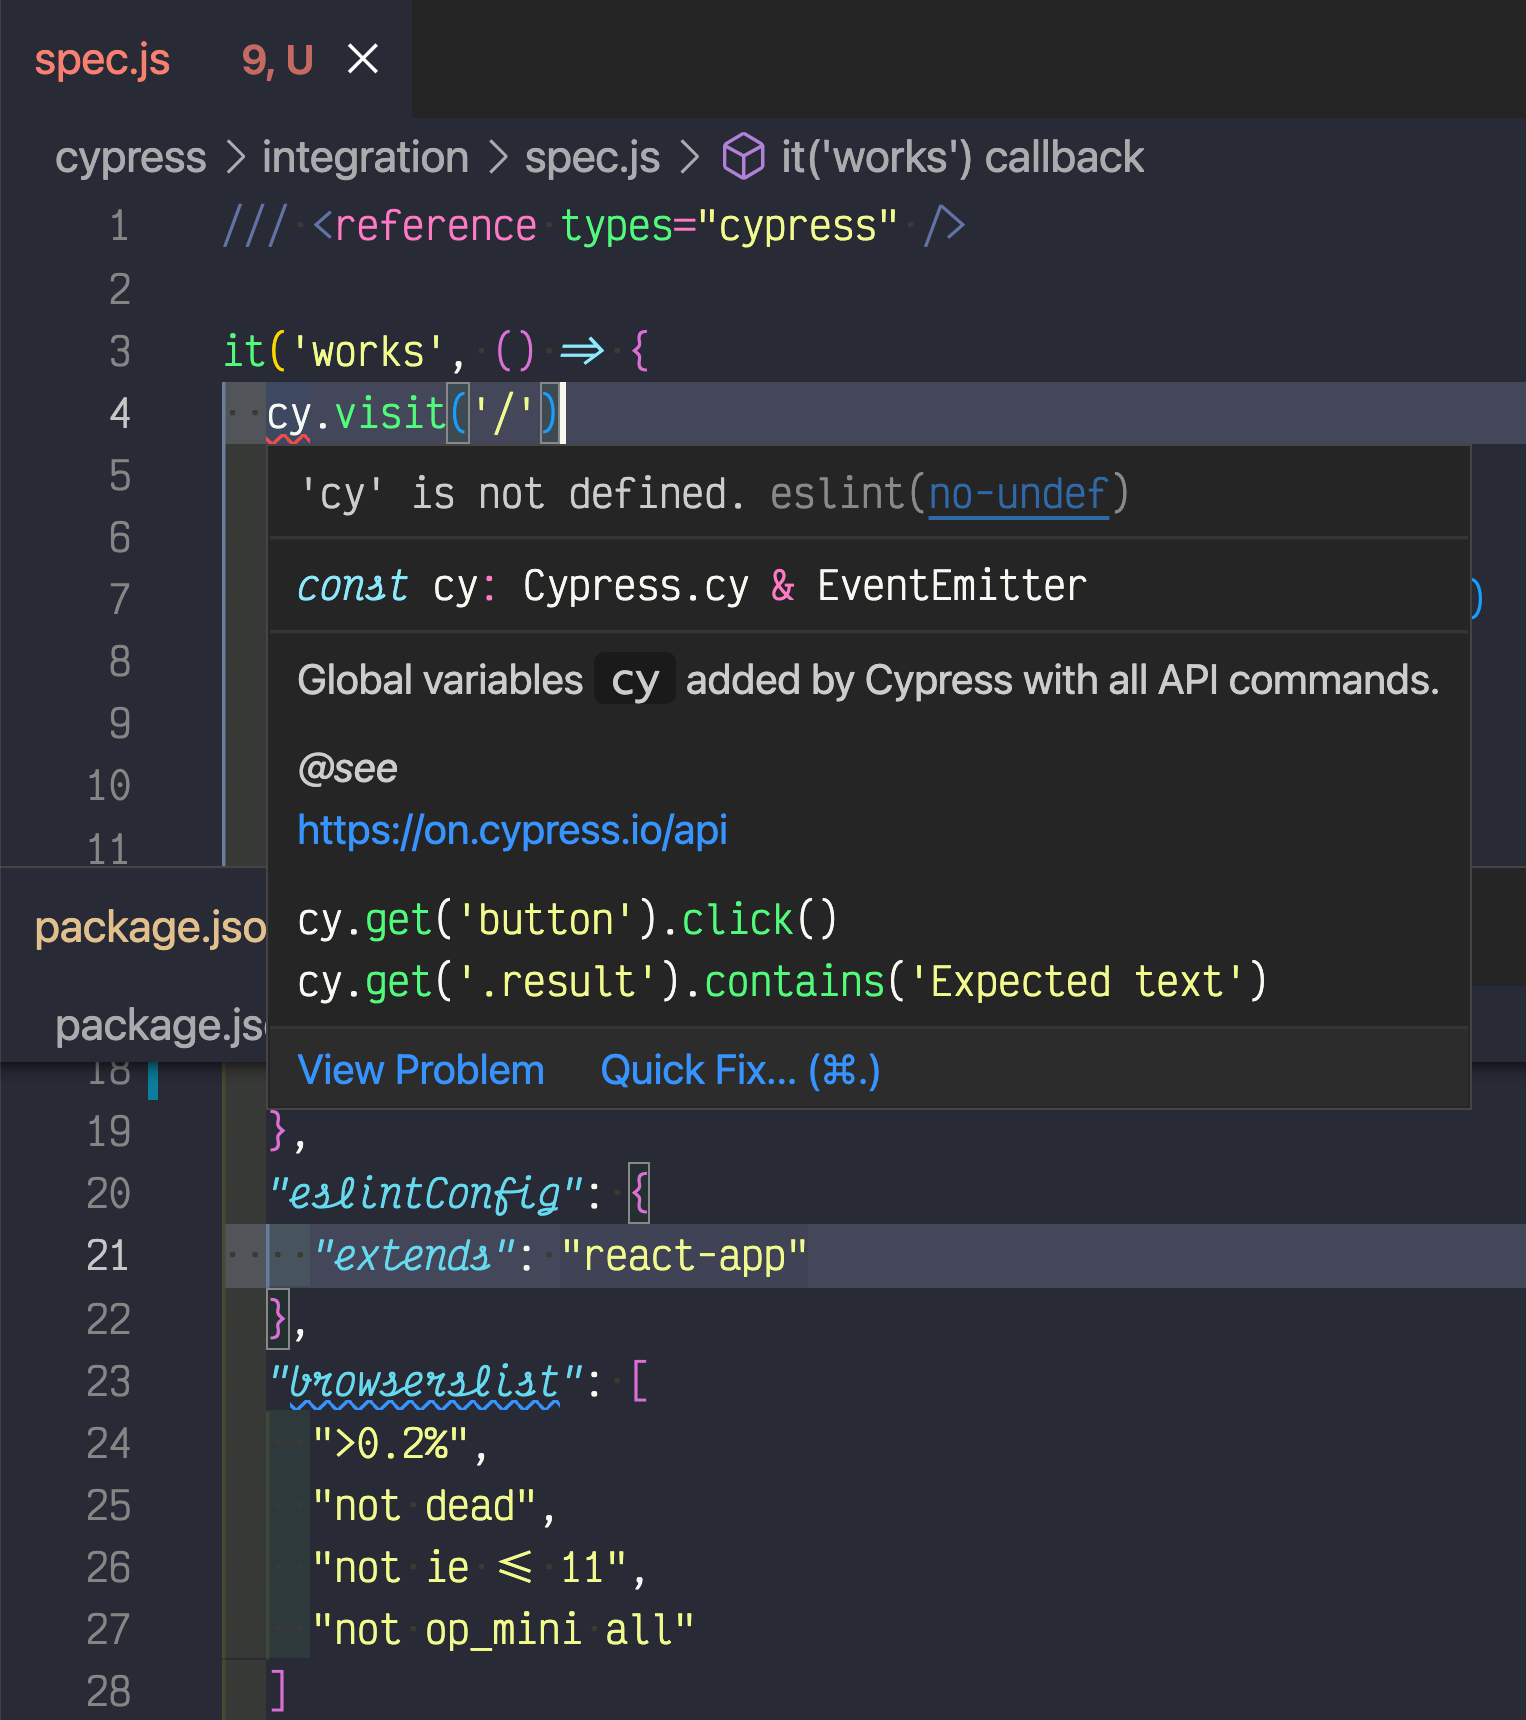 spec.js 9, U
cypress > integration > spec.js > it('works') callback
1 /// <reference types="cypress" />
2
3 it('works', () => {
4 cy.visit('/')
5
'cy' is not defined. eslint(no-undef)
6
const cy: Cypress.cy & EventEmitter
7 )
8
Global variables cy added by Cypress with all API commands.
9
@see
10
https://on.cypress.io/api
11
package.jso
cy.get('button').click()
cy.get('.result').contains('Expected text')
package.js
View Problem Quick Fix... (⌘.)
18
19 },
20 "eslintConfig": {
21 "extends": "react-app"
22 },
23 "browserslist": [
24 ">0.2%",
25 "not dead",
26 "not ie <= 11",
27 "not op_mini all"
28 ]